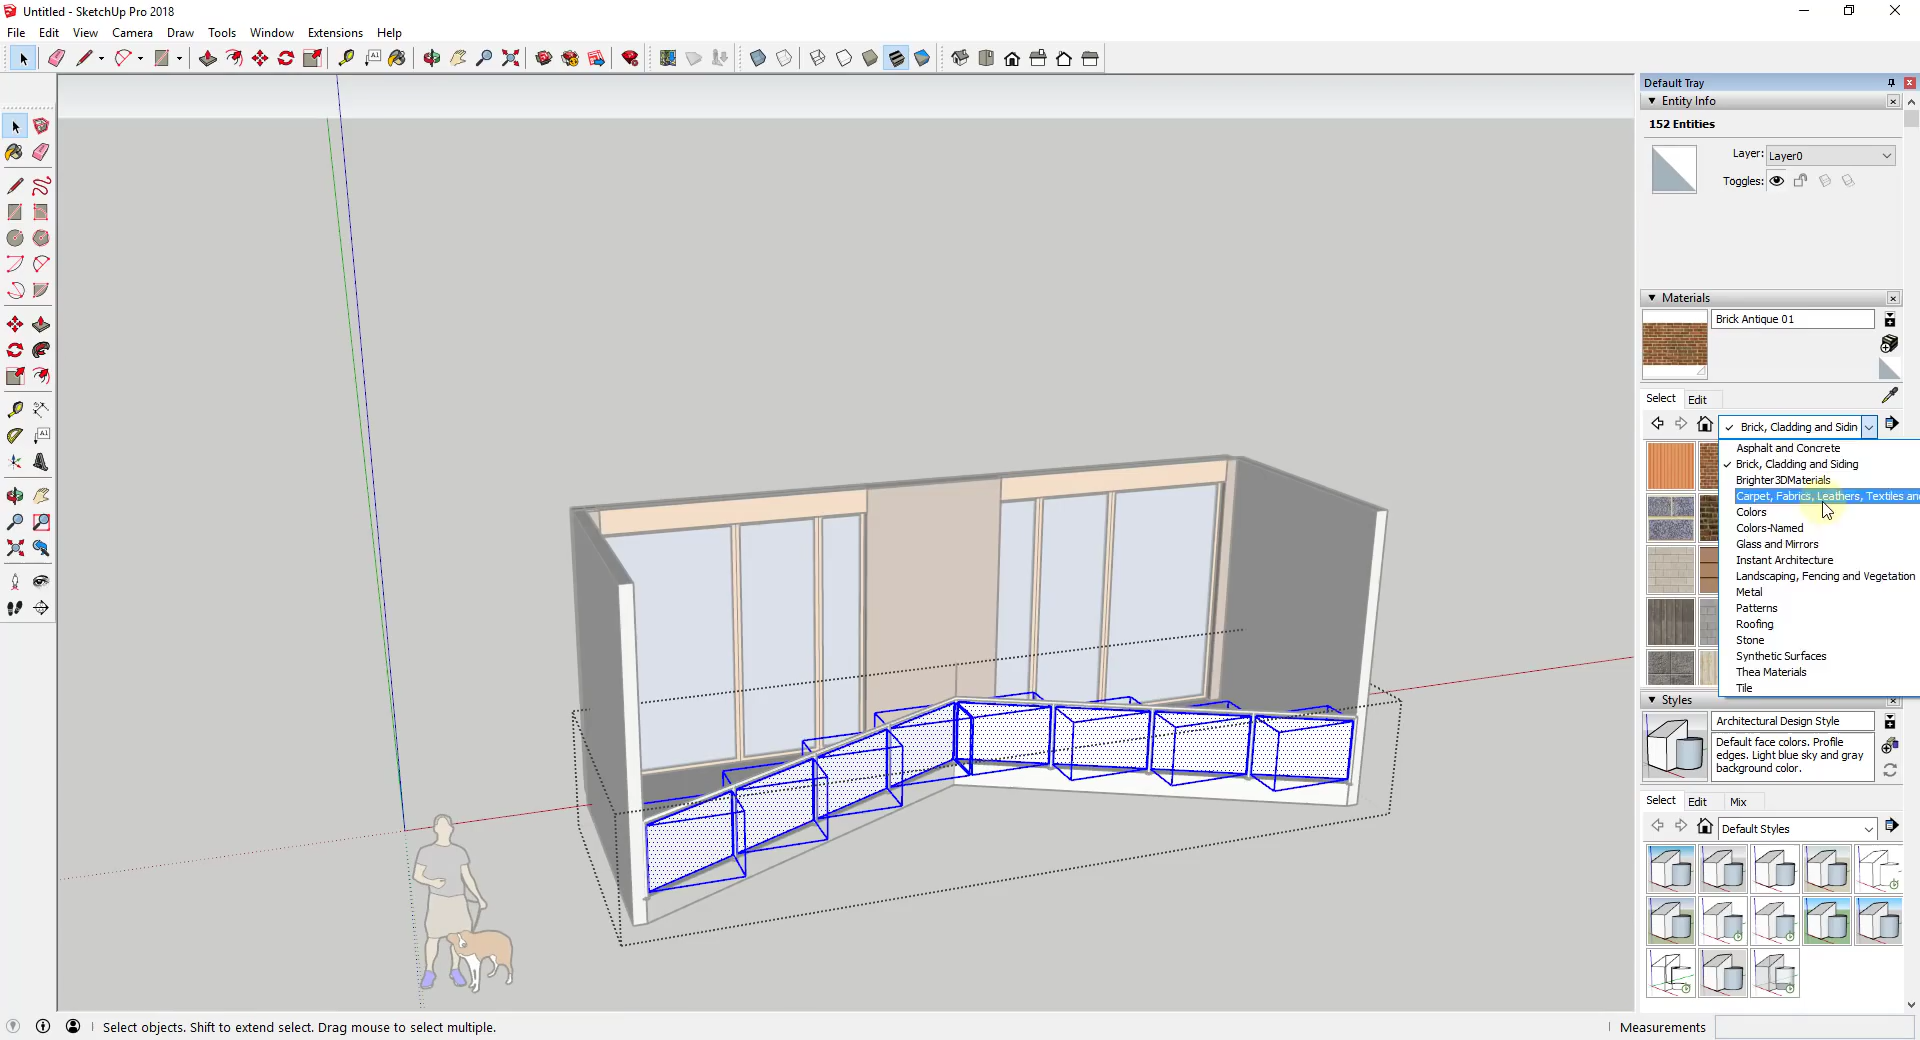 Untitled - SketchUp Pro 2018
File Edit View Camera Draw Tools Window Extensions Help
Default Tray
Entity Info
152 Entities
Layer: Layer0
Toggles:
Materials
Brick Antique 01
Select Edit
Brick, Cladding and Sidin
Asphalt and Concrete
Brick, Cladding and Siding
Brighter3DMaterials
Carpet, Fabrics, Leathers, Textiles an
Colors
Colors-Named
Glass and Mirrors
Instant Architecture
Landscaping, Fencing and Vegetation
Metal
Patterns
Roofing
Stone
Synthetic Surfaces
Thea Materials
Tile
Styles
Architectural Design Style
Default face colors. Profile
edges. Light blue sky and gray
background color.
Select Edit Mix
Default Styles
Select objects. Shift to extend select. Drag mouse to select multiple.
Measurements